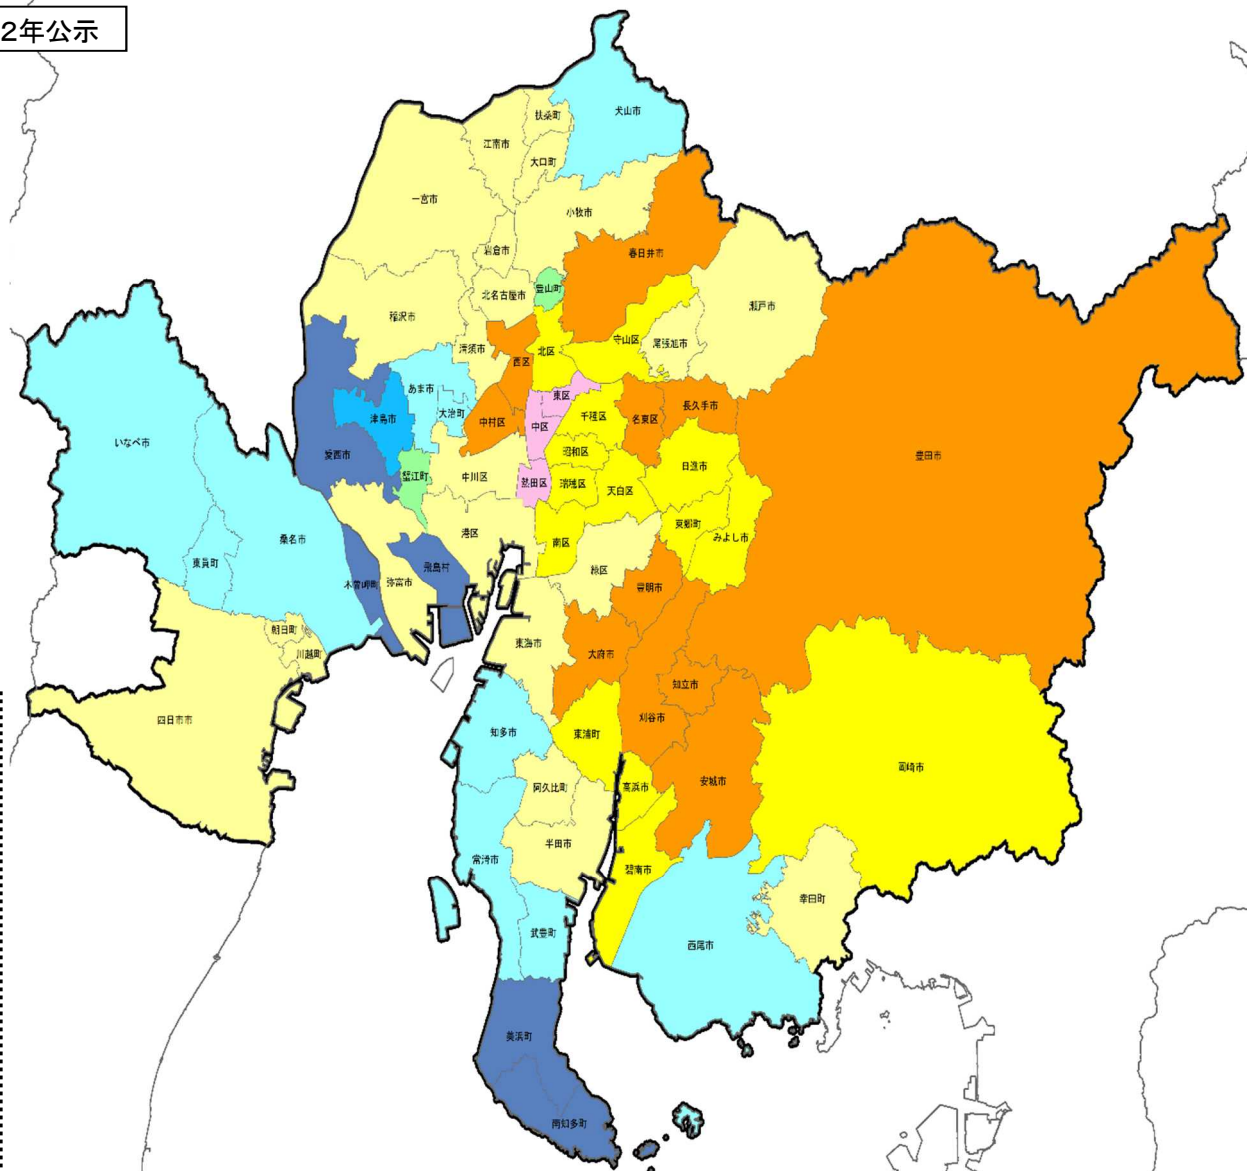 2年公示
犬山市
扶桑町
江南市
大口町
一宮市
小牧市
岩倉市
春日井市
北名古屋市
豊山町
瀬戸市
稲沢市
清須市
西区
北区
守山区
尾張旭市
あま市
大治町
津島市
中村区
東区
中区
千種区
名東区
長久手市
いなべ市
愛西市
蟹江町
中川区
昭和区
日進市
豊田市
熱田区
瑞穂区
天白区
港区
東郷町
みよし市
桑名市
東員町
南区
緑区
木曽岬町
弥富市
飛島村
豊明市
朝日町
川越町
東海市
大府市
知立市
刈谷市
四日市市
知多市
東浦町
岡崎市
阿久比町
高浜市
安城市
半田市
常滑市
碧南市
幸田町
武豊町
西尾市
美浜町
南知多町